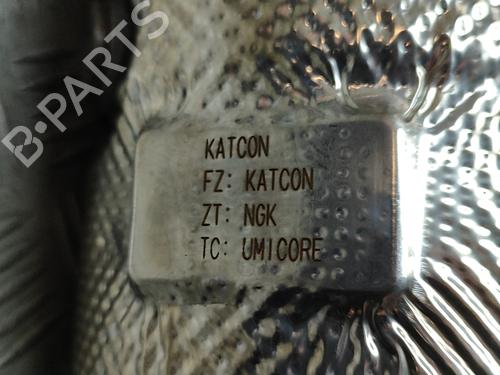 B-PARTS
KATCON
FZ: KATCON
ZT: NGK
TC: UMICORE